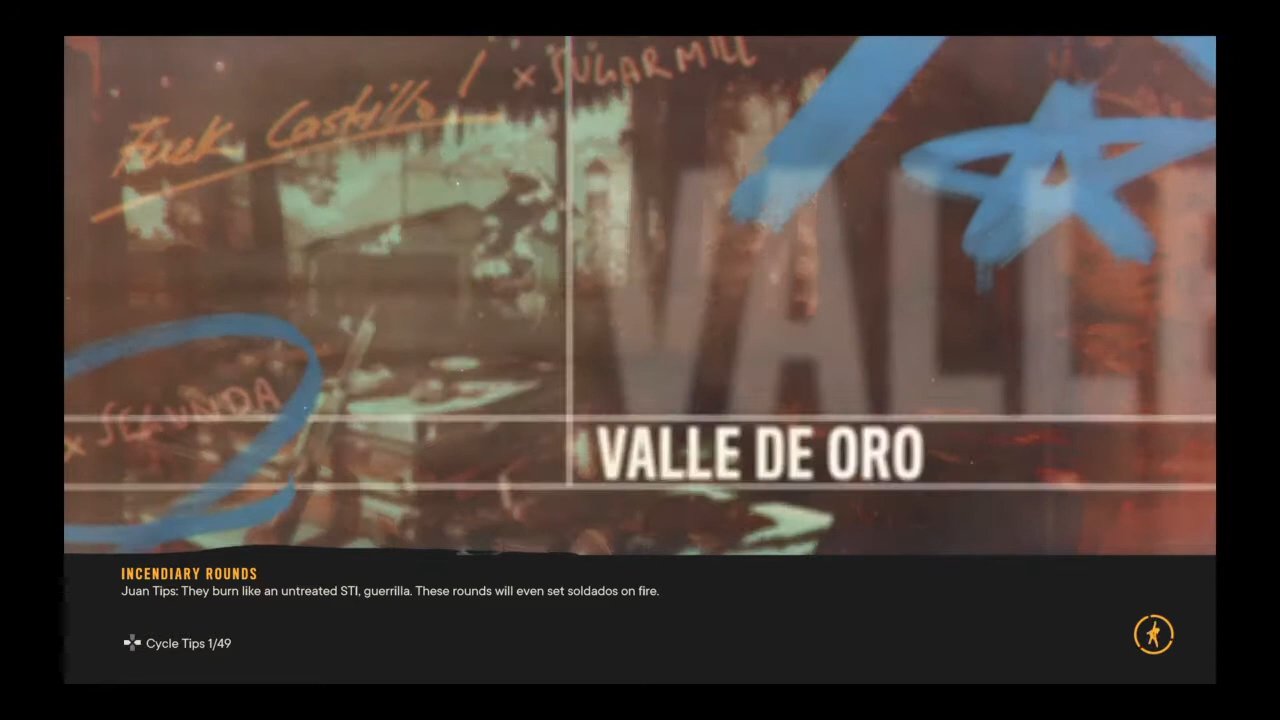 Fuck Castillo!
x SUGAR MILL
VALLE
x SEGUNDA
VALLE DE ORO
INCENDIARY ROUNDS
Juan Tips: They burn like an untreated STI, guerrilla. These rounds will even set soldados on fire.
Cycle Tips 1/49